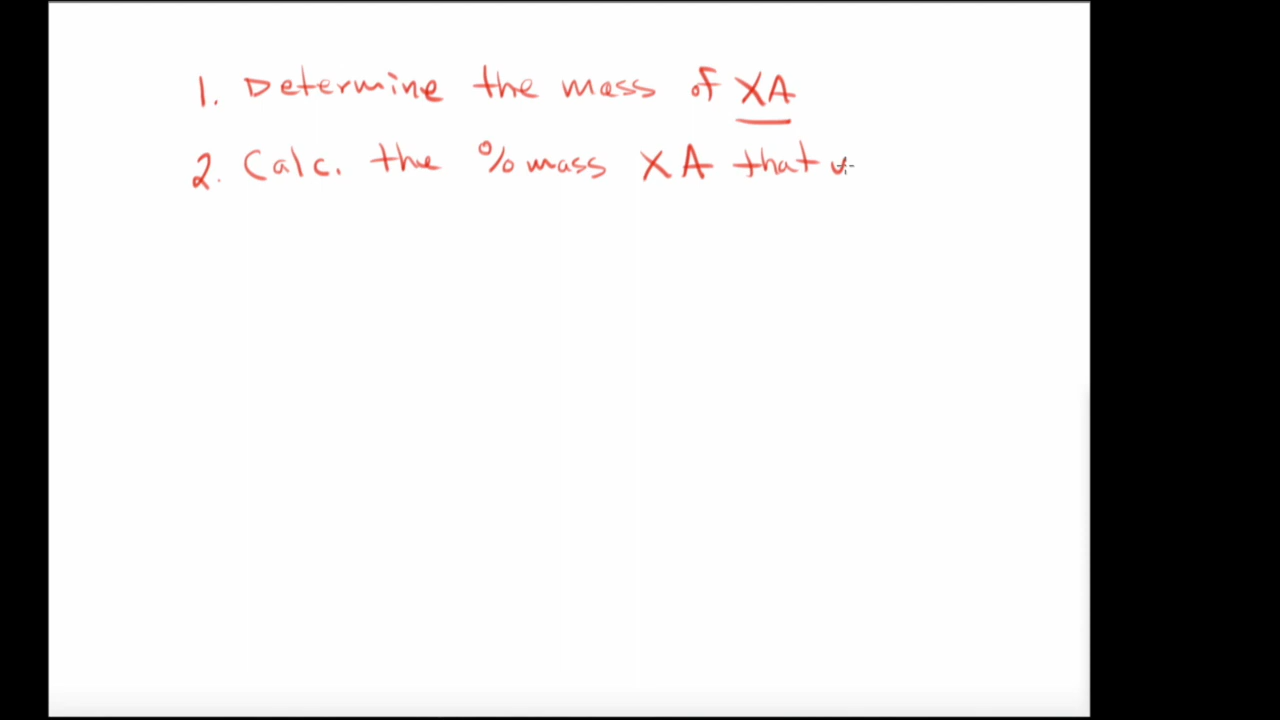 1. Determine the mass of XA
2. Calc. the % mass XA that